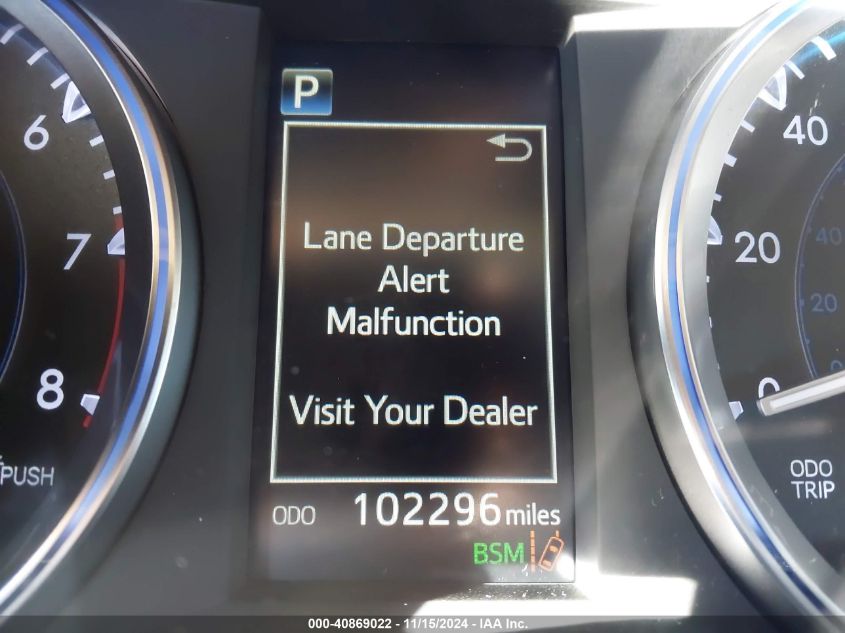 P
6
7
8
PUSH
Lane Departure
Alert
Malfunction
Visit Your Dealer
ODO 102296 miles
BSM
40
20
0
40
20
0
ODO
TRIP
000-40869022 - 11/15/2024 - IAA Inc.